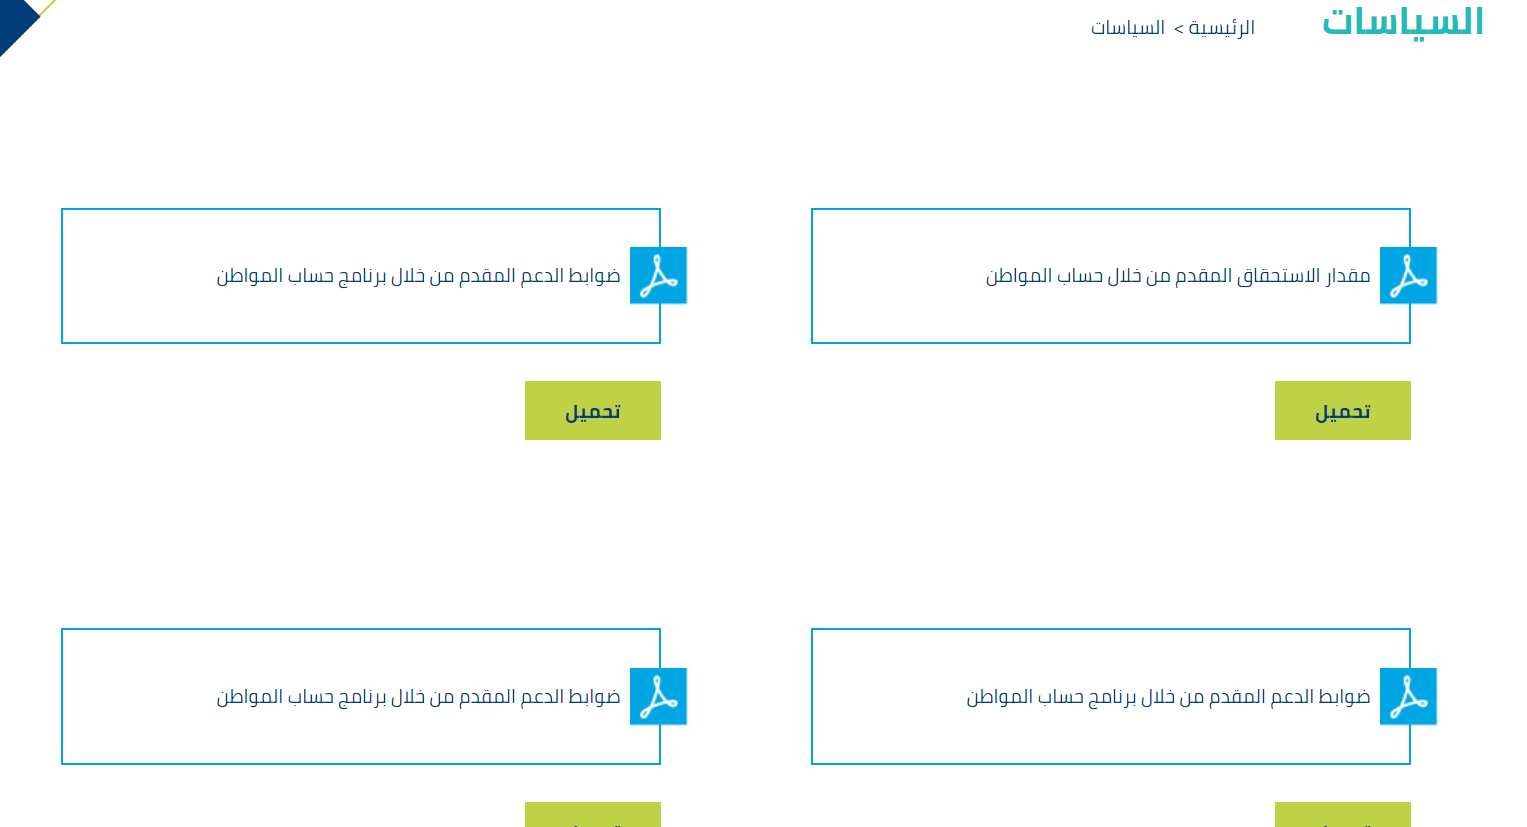 السياسات
الرئيسية > السياسات
مقدار الاستحقاق المقدم من خلال حساب المواطن
ضوابط الدعم المقدم من خلال برنامج حساب المواطن
تحميل
تحميل
ضوابط الدعم المقدم من خلال برنامج حساب المواطن
ضوابط الدعم المقدم من خلال برنامج حساب المواطن